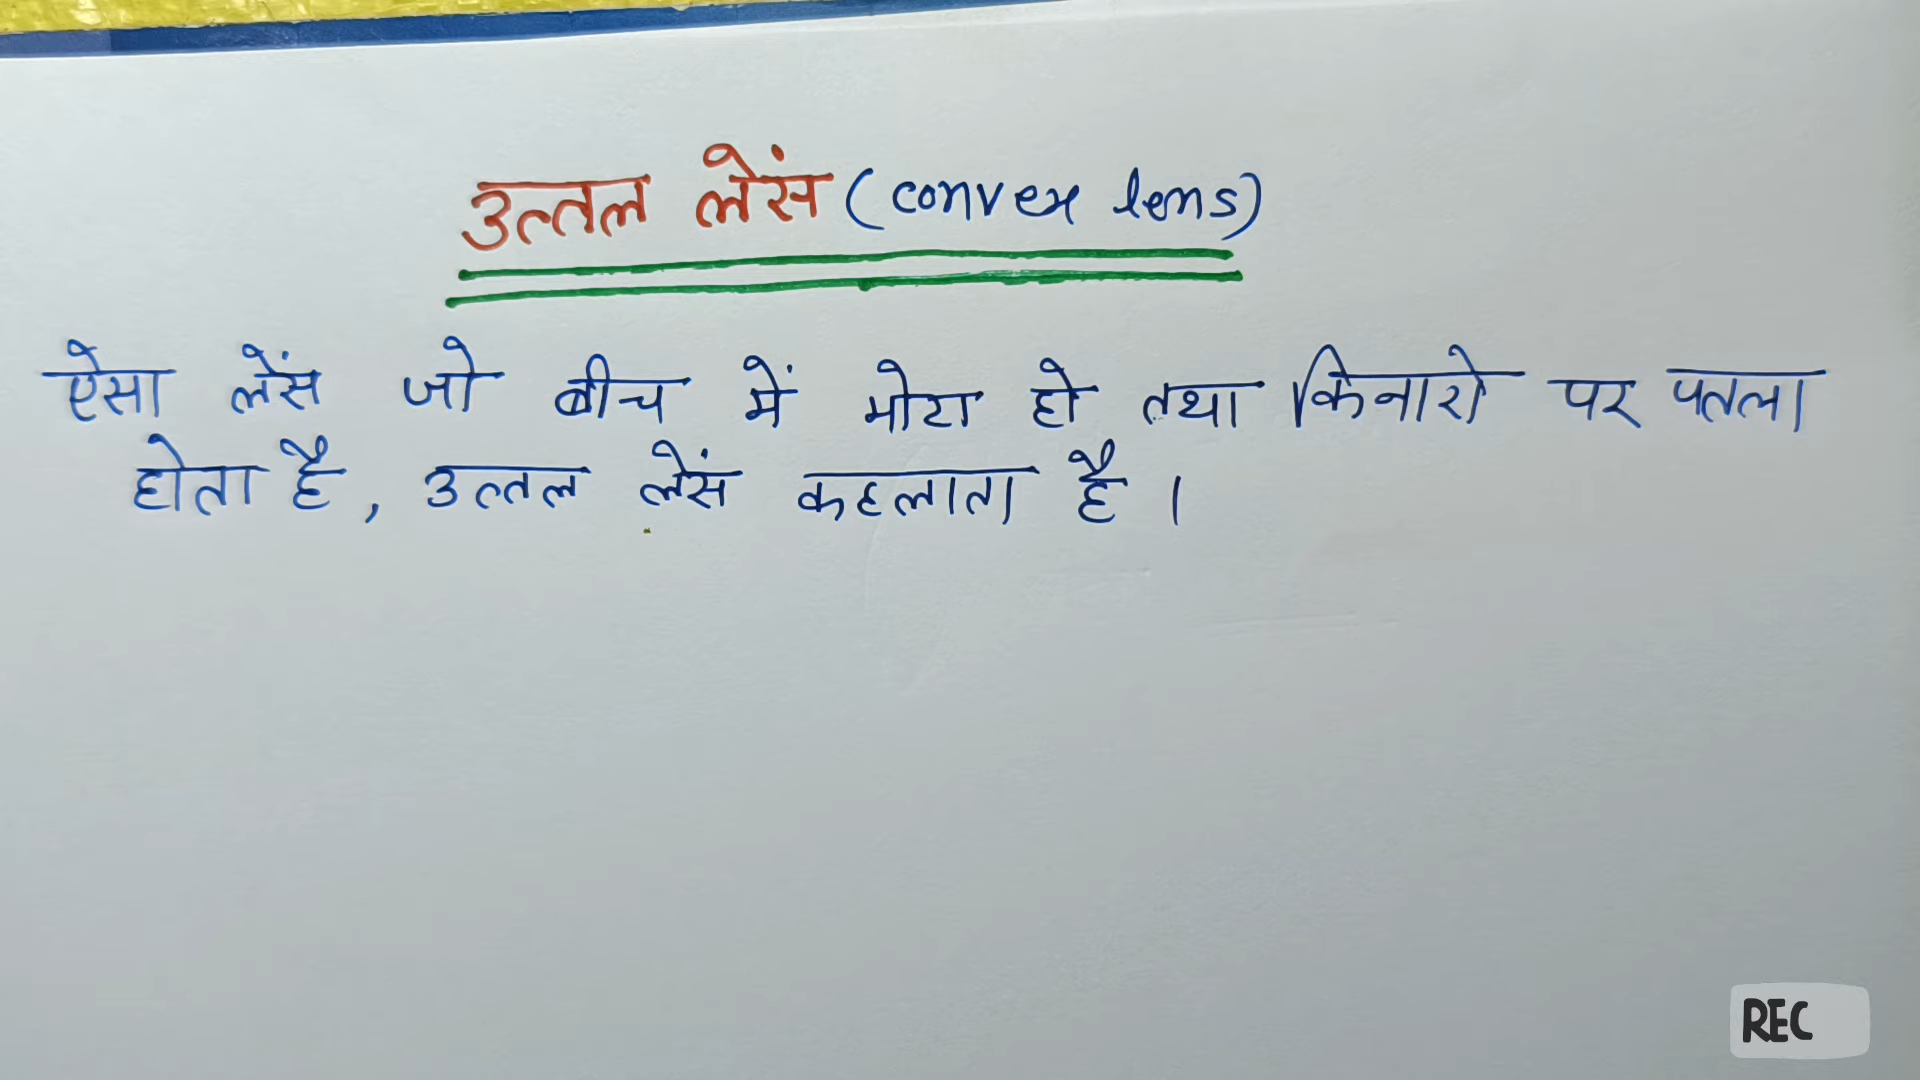 उत्तल लेंस (convex lens)
ऐसा लेंस जो बीच में मोटा हो तथा किनारो पर पतला
होता है, उत्तल लेंस कहलाता है।
REC